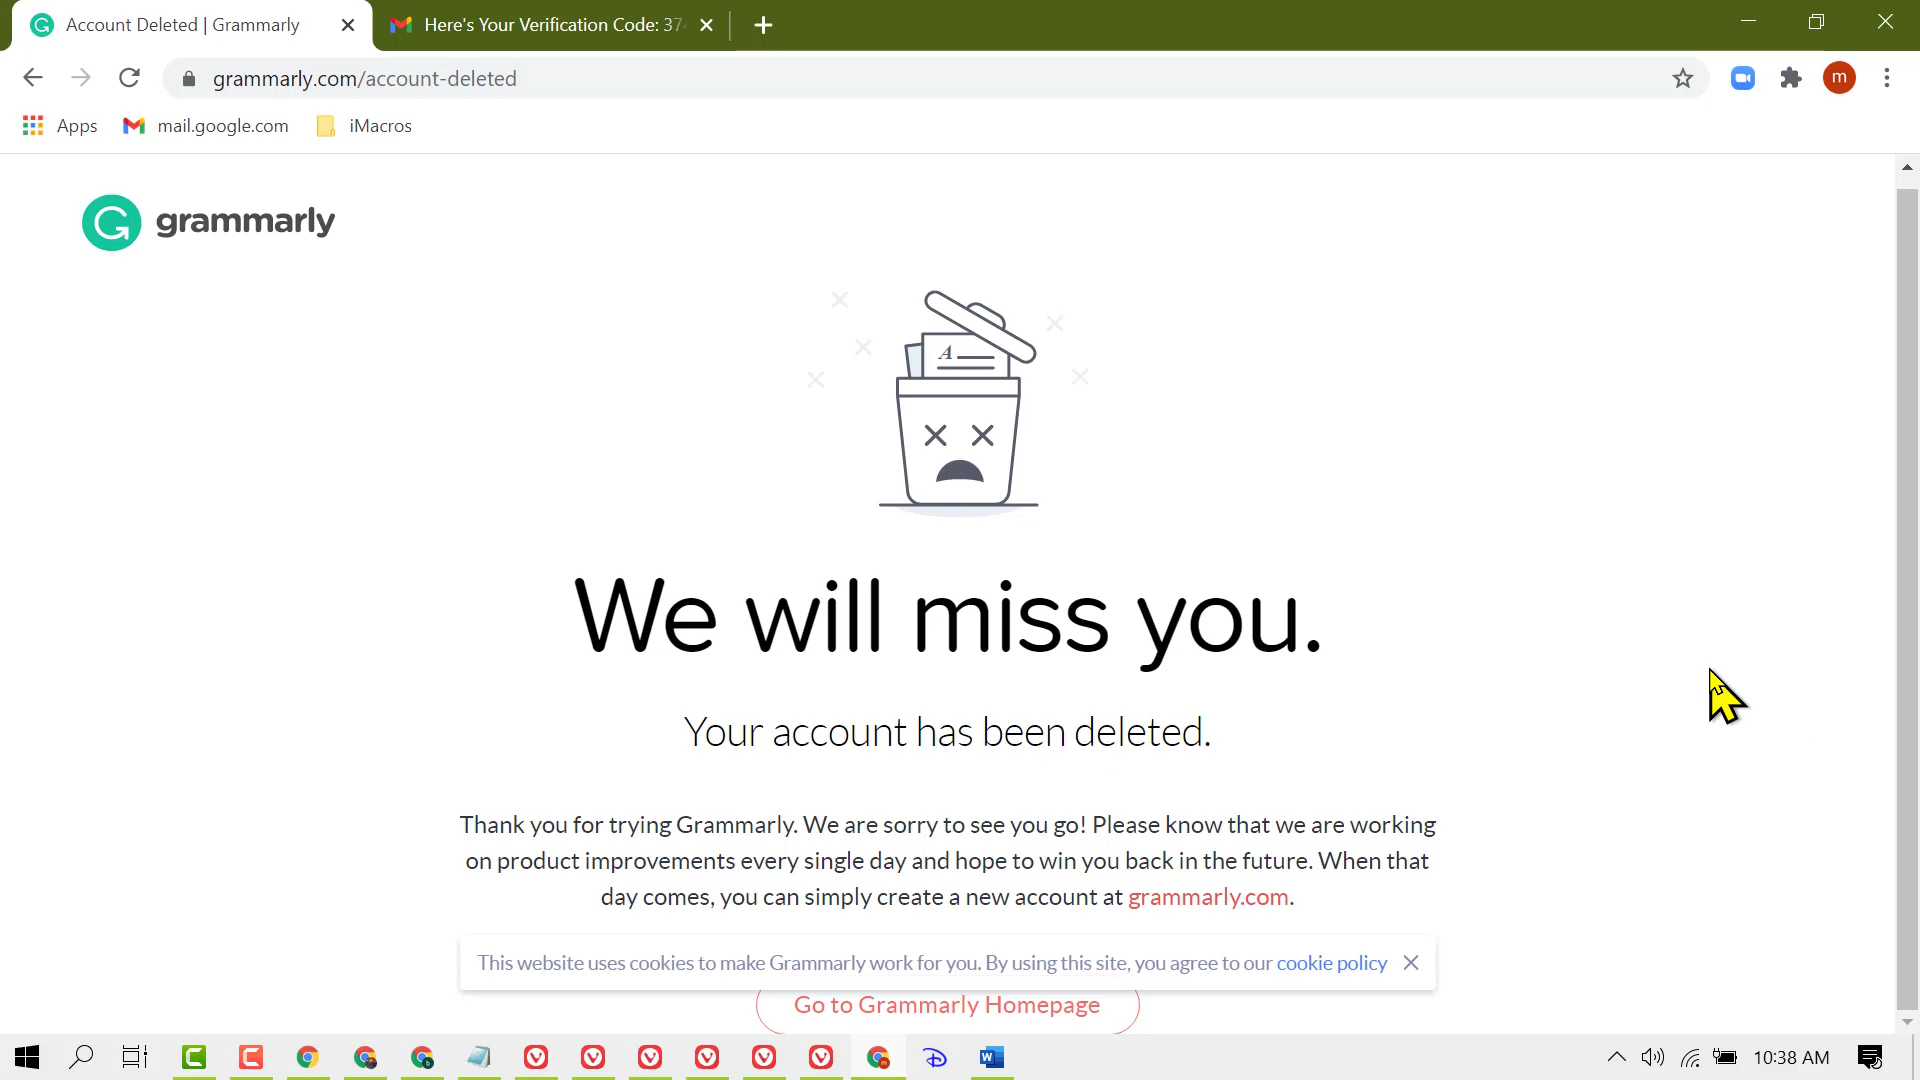 Account Deleted | Grammarly
Here's Your Verification Code: 37
grammarly.com/account-deleted
m
Apps
mail.google.com
iMacros
grammarly
A
We will miss you.
Your account has been deleted.
Thank you for trying Grammarly. We are sorry to see you go! Please know that we are working
on product improvements every single day and hope to win you back in the future. When that
day comes, you can simply create a new account at grammarly.com.
This website uses cookies to make Grammarly work for you. By using this site, you agree to our cookie policy
Go to Grammarly Homepage
10:38 AM